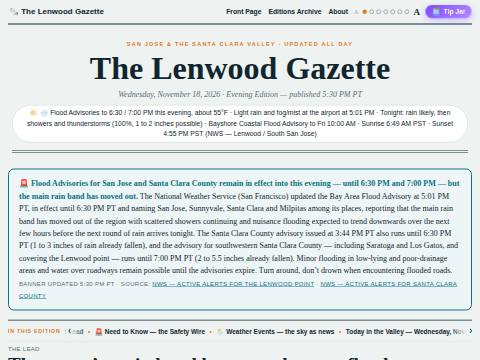 The Lenwood Gazette
Front Page Editions Archive About A A Tip Jar
SAN JOSE & THE SANTA CLARA VALLEY · UPDATED ALL DAY
The Lenwood Gazette
Wednesday, November 18, 2026 · Evening Edition — published 5:30 PM PT
Flood Advisories to 6:30 / 7:00 PM this evening, about 55°F · Light rain and fog/mist at the airport at 5:01 PM · Tonight: rain likely, then
showers and thunderstorms (100%, 1 to 2 inches possible) · Bayshore Coastal Flood Advisory to Fri 10:00 AM · Sunrise 6:49 AM PST · Sunset
4:55 PM PST (NWS — Lenwood / South San Jose)
Flood Advisories for San Jose and Santa Clara County remain in effect into this evening — until 6:30 PM and 7:00 PM — but
the main rain band has moved out. The National Weather Service (San Francisco) updated the Bay Area Flood Advisory at 5:01 PM
PT, in effect until 6:30 PM PT and naming San Jose, Sunnyvale, Santa Clara and Milpitas among its places, reporting that the main rain
band has moved out of the region with scattered showers continuing and nuisance flooding expected to trend downwards over the next
few hours before the next round of rain arrives tonight. The Santa Clara County advisory issued at 3:44 PM PT also runs until 6:30 PM
PT (1 to 3 inches of rain already fallen), and the advisory for southwestern Santa Clara County — including Saratoga and Los Gatos, and
covering the Lenwood point — runs until 7:00 PM PT (2 to 5.5 inches already fallen). Minor flooding in low-lying and poor-drainage
areas and water over roadways remain possible until the advisories expire. Turn around, don't drown when encountering flooded roads.
BANNER UPDATED 5:30 PM PT · SOURCE: NWS — ACTIVE ALERTS FOR THE LENWOOD POINT · NWS — ACTIVE ALERTS FOR SANTA CLARA
COUNTY
IN THIS EDITION ‹ • Need to Know — the Safety Wire • Weather Events — the sky as news • Today in the Valley — Wednesday, Nov ›
THE LEAD